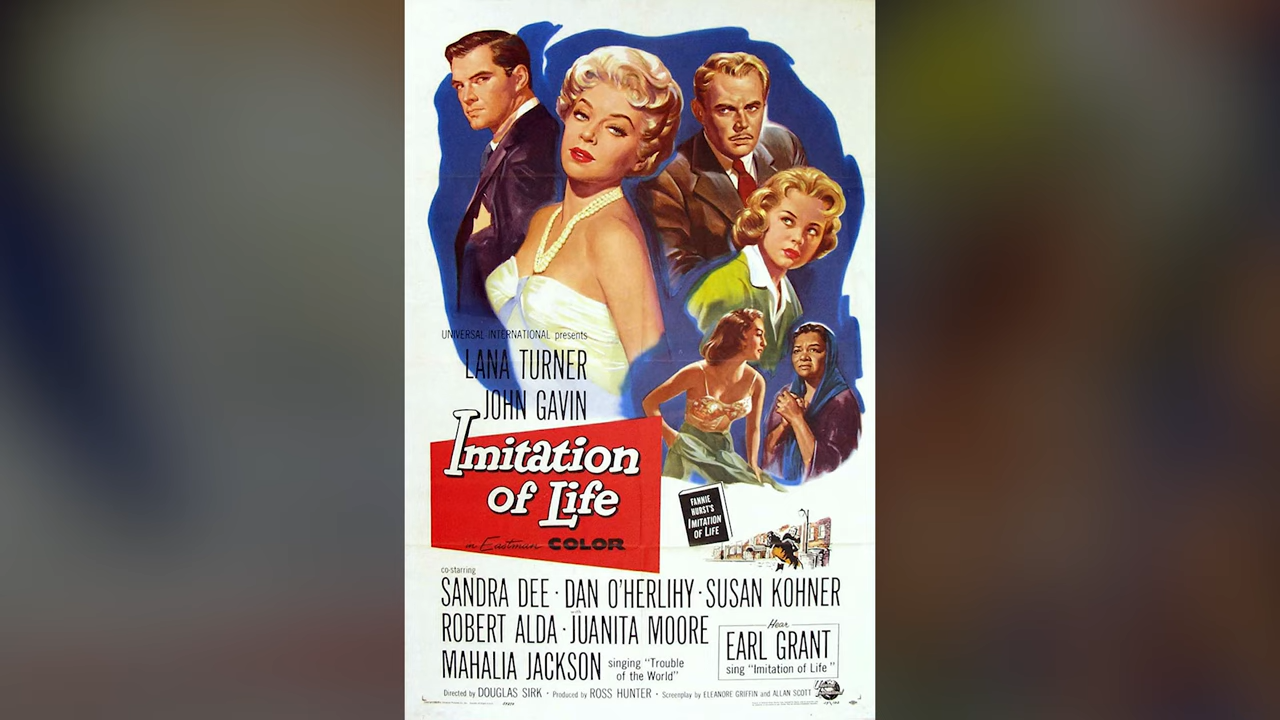 UNIVERSAL-INTERNATIONAL presents
LANA TURNER
JOHN GAVIN
Imitation
of Life
in Eastman COLOR
FANNIE
HURST'S
IMITATION
OF LIFE
co-starring
SANDRA DEE · DAN O'HERLIHY · SUSAN KOHNER
with
ROBERT ALDA · JUANITA MOORE
MAHALIA JACKSON singing "Trouble
of the World"
Hear
EARL GRANT
sing "Imitation of Life"
Directed by DOUGLAS SIRK · Produced by ROSS HUNTER · Screenplay by ELEANORE GRIFFIN and ALLAN SCOTT